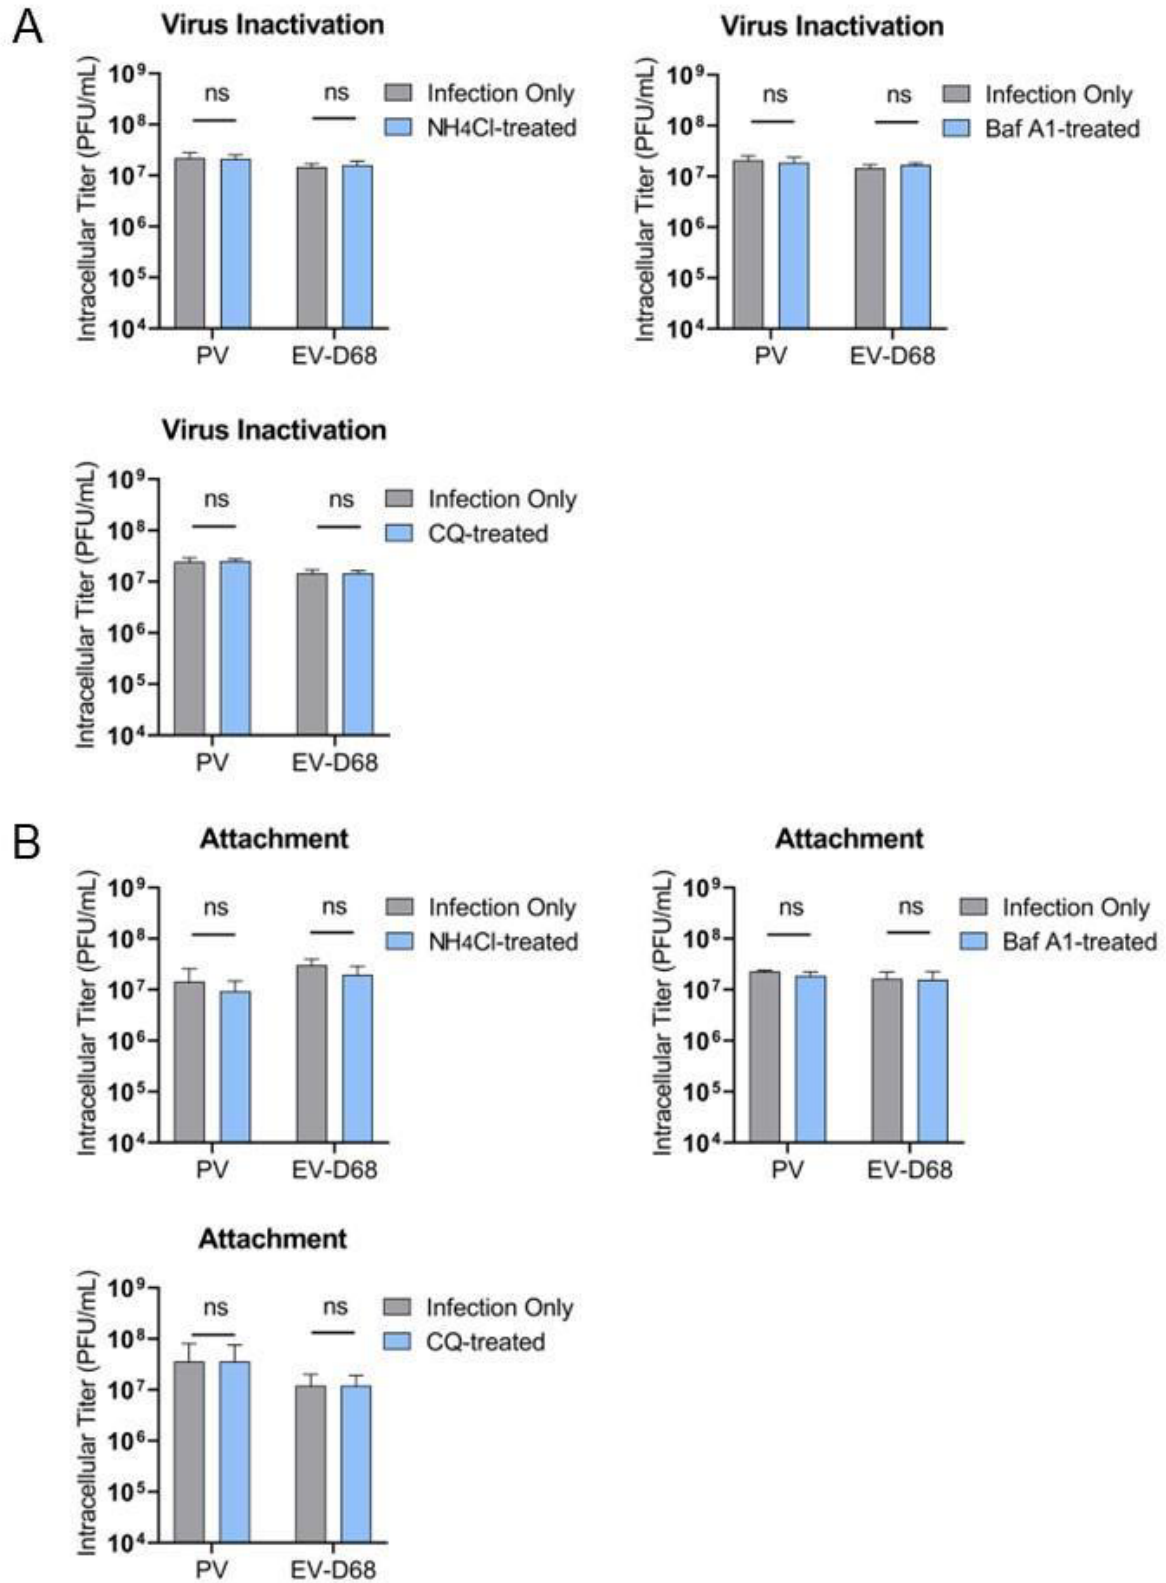 A
Virus Inactivation
Intracellular Titer (PFU/mL)
10⁹
10⁸
10⁷
10⁶
10⁵
10⁴
ns
ns
Infection Only
NH4Cl-treated
PV
EV-D68
Virus Inactivation
Intracellular Titer (PFU/mL)
10⁹
10⁸
10⁷
10⁶
10⁵
10⁴
ns
ns
Infection Only
Baf A1-treated
PV
EV-D68
Virus Inactivation
Intracellular Titer (PFU/mL)
10⁹
10⁸
10⁷
10⁶
10⁵
10⁴
ns
ns
Infection Only
CQ-treated
PV
EV-D68
B
Attachment
Intracellular Titer (PFU/mL)
10⁹
10⁸
10⁷
10⁶
10⁵
10⁴
ns
ns
Infection Only
NH4Cl-treated
PV
EV-D68
Attachment
Intracellular Titer (PFU/mL)
10⁹
10⁸
10⁷
10⁶
10⁵
10⁴
ns
ns
Infection Only
Baf A1-treated
PV
EV-D68
Attachment
Intracellular Titer (PFU/mL)
10⁹
10⁸
10⁷
10⁶
10⁵
10⁴
ns
ns
Infection Only
CQ-treated
PV
EV-D68